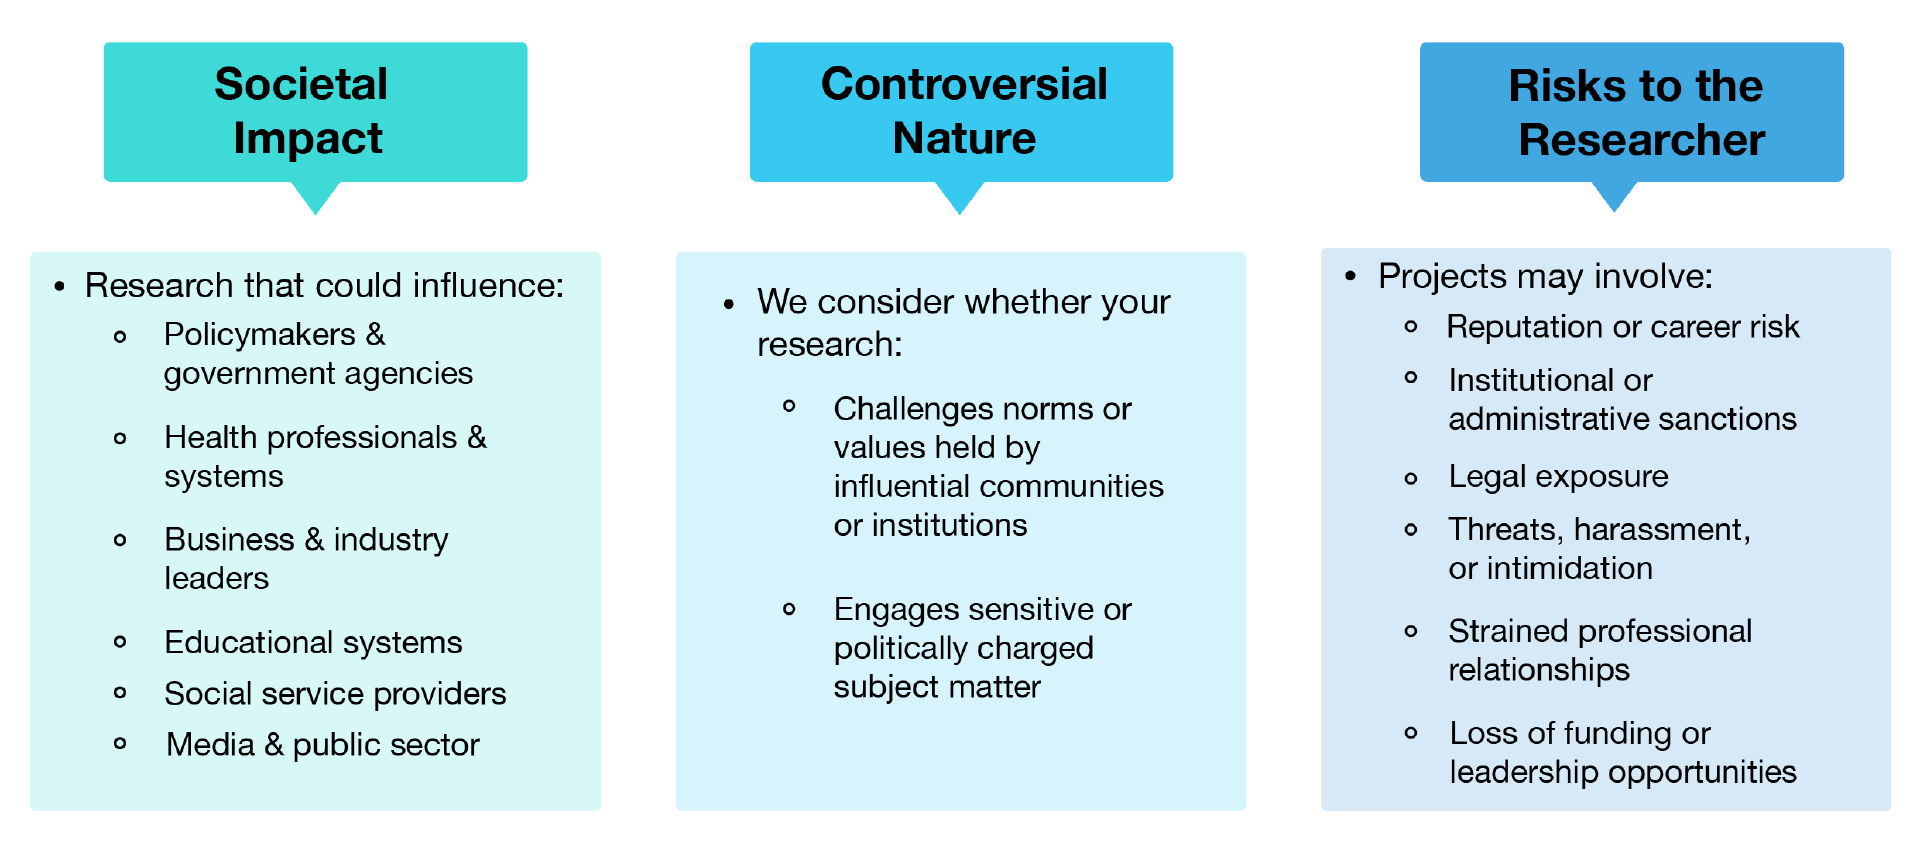 Societal
Impact
• Research that could influence:
◦ Policymakers &
government agencies
◦ Health professionals &
systems
◦ Business & industry
leaders
◦ Educational systems
◦ Social service providers
◦ Media & public sector
Controversial
Nature
• We consider whether your
research:
◦ Challenges norms or
values held by
influential communities
or institutions
◦ Engages sensitive or
politically charged
subject matter
Risks to the
Researcher
• Projects may involve:
◦ Reputation or career risk
◦ Institutional or
administrative sanctions
◦ Legal exposure
◦ Threats, harassment,
or intimidation
◦ Strained professional
relationships
◦ Loss of funding or
leadership opportunities